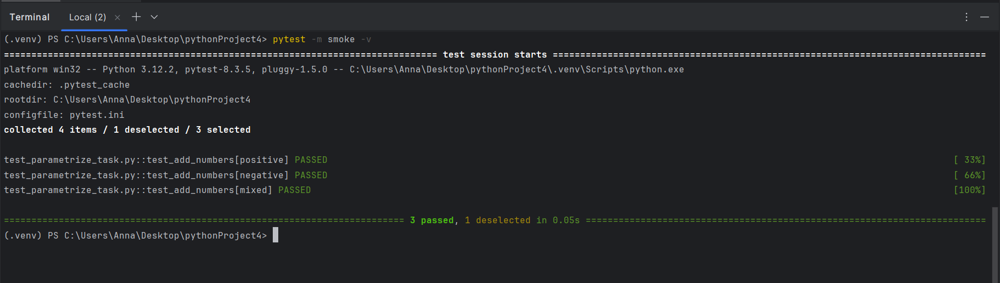 Terminal Local (2) × + 
(.venv) PS C:\Users\Anna\Desktop\pythonProject4> pytest -m smoke -v
=============================================================================== test session starts ===============================================================================
platform win32 -- Python 3.12.2, pytest-8.3.5, pluggy-1.5.0 -- C:\Users\Anna\Desktop\pythonProject4\.venv\Scripts\python.exe
cachedir: .pytest_cache
rootdir: C:\Users\Anna\Desktop\pythonProject4
configfile: pytest.ini
collected 4 items / 1 deselected / 3 selected
test_parametrize_task.py::test_add_numbers[positive] PASSED [ 33%]
test_parametrize_task.py::test_add_numbers[negative] PASSED [ 66%]
test_parametrize_task.py::test_add_numbers[mixed] PASSED [100%]
========================================================================= 3 passed, 1 deselected in 0.05s =========================================================================
(.venv) PS C:\Users\Anna\Desktop\pythonProject4>